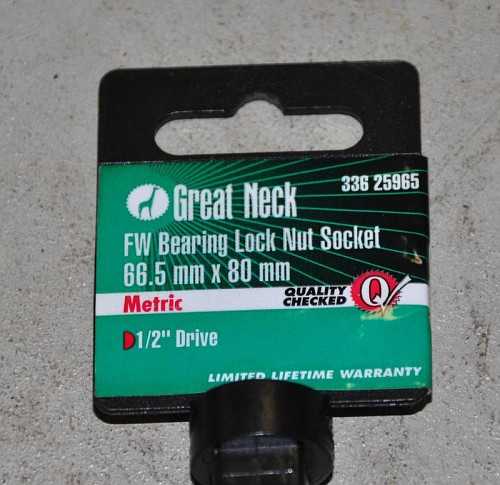 336 25965
Great Neck
FW Bearing Lock Nut Socket
66.5 mm x 80 mm
Metric
QUALITY
CHECKED
Q
1/2" Drive
LIMITED LIFETIME WARRANTY